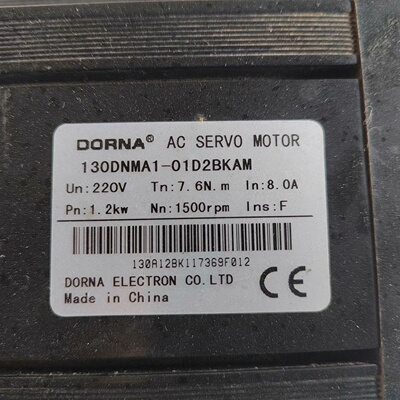 DORNA® AC SERVO MOTOR
130DNMA1-01D2BKAM
Un:220V Tn:7.6N.m In:8.0A
Pn:1.2kw Nn:1500rpm Ins:F
130A12BK117369F012
DORNA ELECTRON CO.LTD
Made in China CE